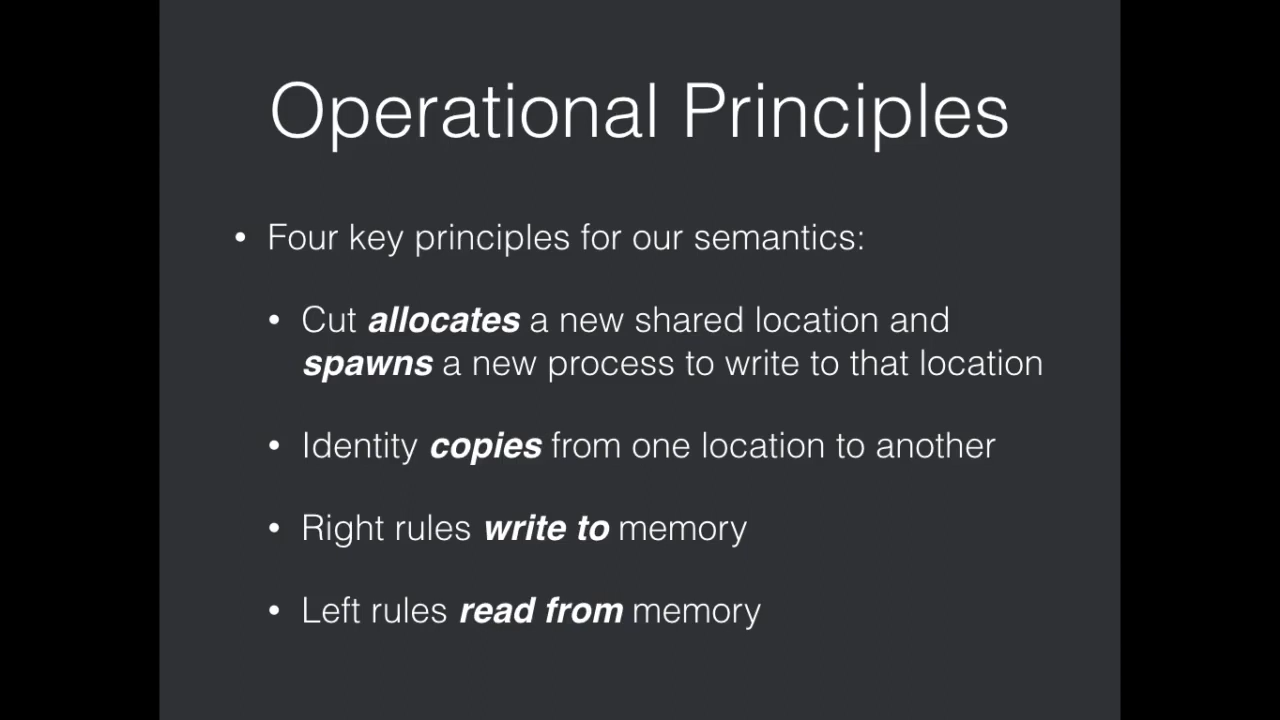 Operational Principles
• Four key principles for our semantics:
• Cut allocates a new shared location and
spawns a new process to write to that location
• Identity copies from one location to another
• Right rules write to memory
• Left rules read from memory